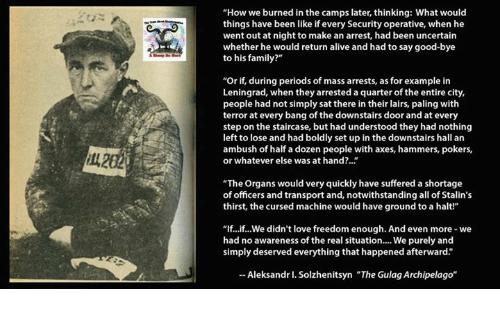 "How we burned in the camps later, thinking: What would
things have been like if every Security operative, when he
went out at night to make an arrest, had been uncertain
whether he would return alive and had to say good-bye
to his family?"
"Or if, during periods of mass arrests, as for example in
Leningrad, when they arrested a quarter of the entire city,
people had not simply sat there in their lairs, paling with
terror at every bang of the downstairs door and at every
step on the staircase, but had understood they had nothing
left to lose and had boldly set up in the downstairs hall an
ambush of half a dozen people with axes, hammers, pokers,
or whatever else was at hand?..."
"The Organs would very quickly have suffered a shortage
of officers and transport and, notwithstanding all of Stalin's
thirst, the cursed machine would have ground to a halt!"
"If...if...We didn't love freedom enough. And even more - we
had no awareness of the real situation.... We purely and
simply deserved everything that happened afterward."
-- Aleksandr I. Solzhenitsyn "The Gulag Archipelago"
A Sheep No More